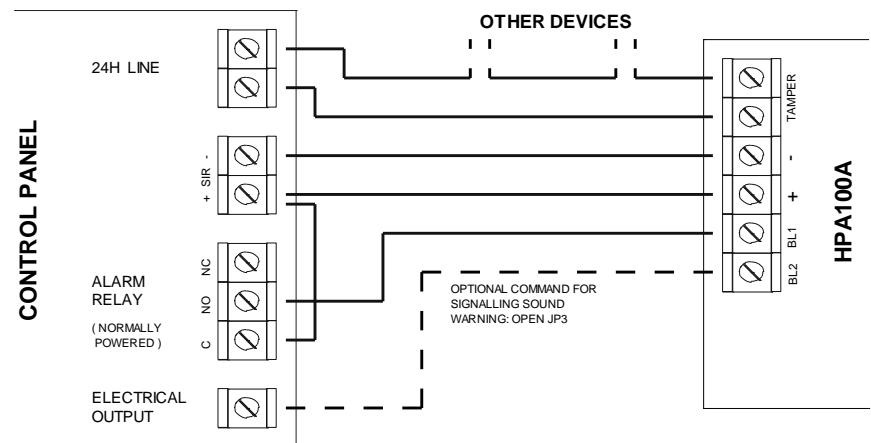 OTHER DEVICES
CONTROL PANEL
24H LINE
+ SIR -
ALARM
RELAY
( NORMALLY
POWERED )
NC
NO
C
ELECTRICAL
OUTPUT
TAMPER
-
+
BL1
BL2
HPA100A
OPTIONAL COMMAND FOR
SIGNALLING SOUND
WARNING: OPEN JP3